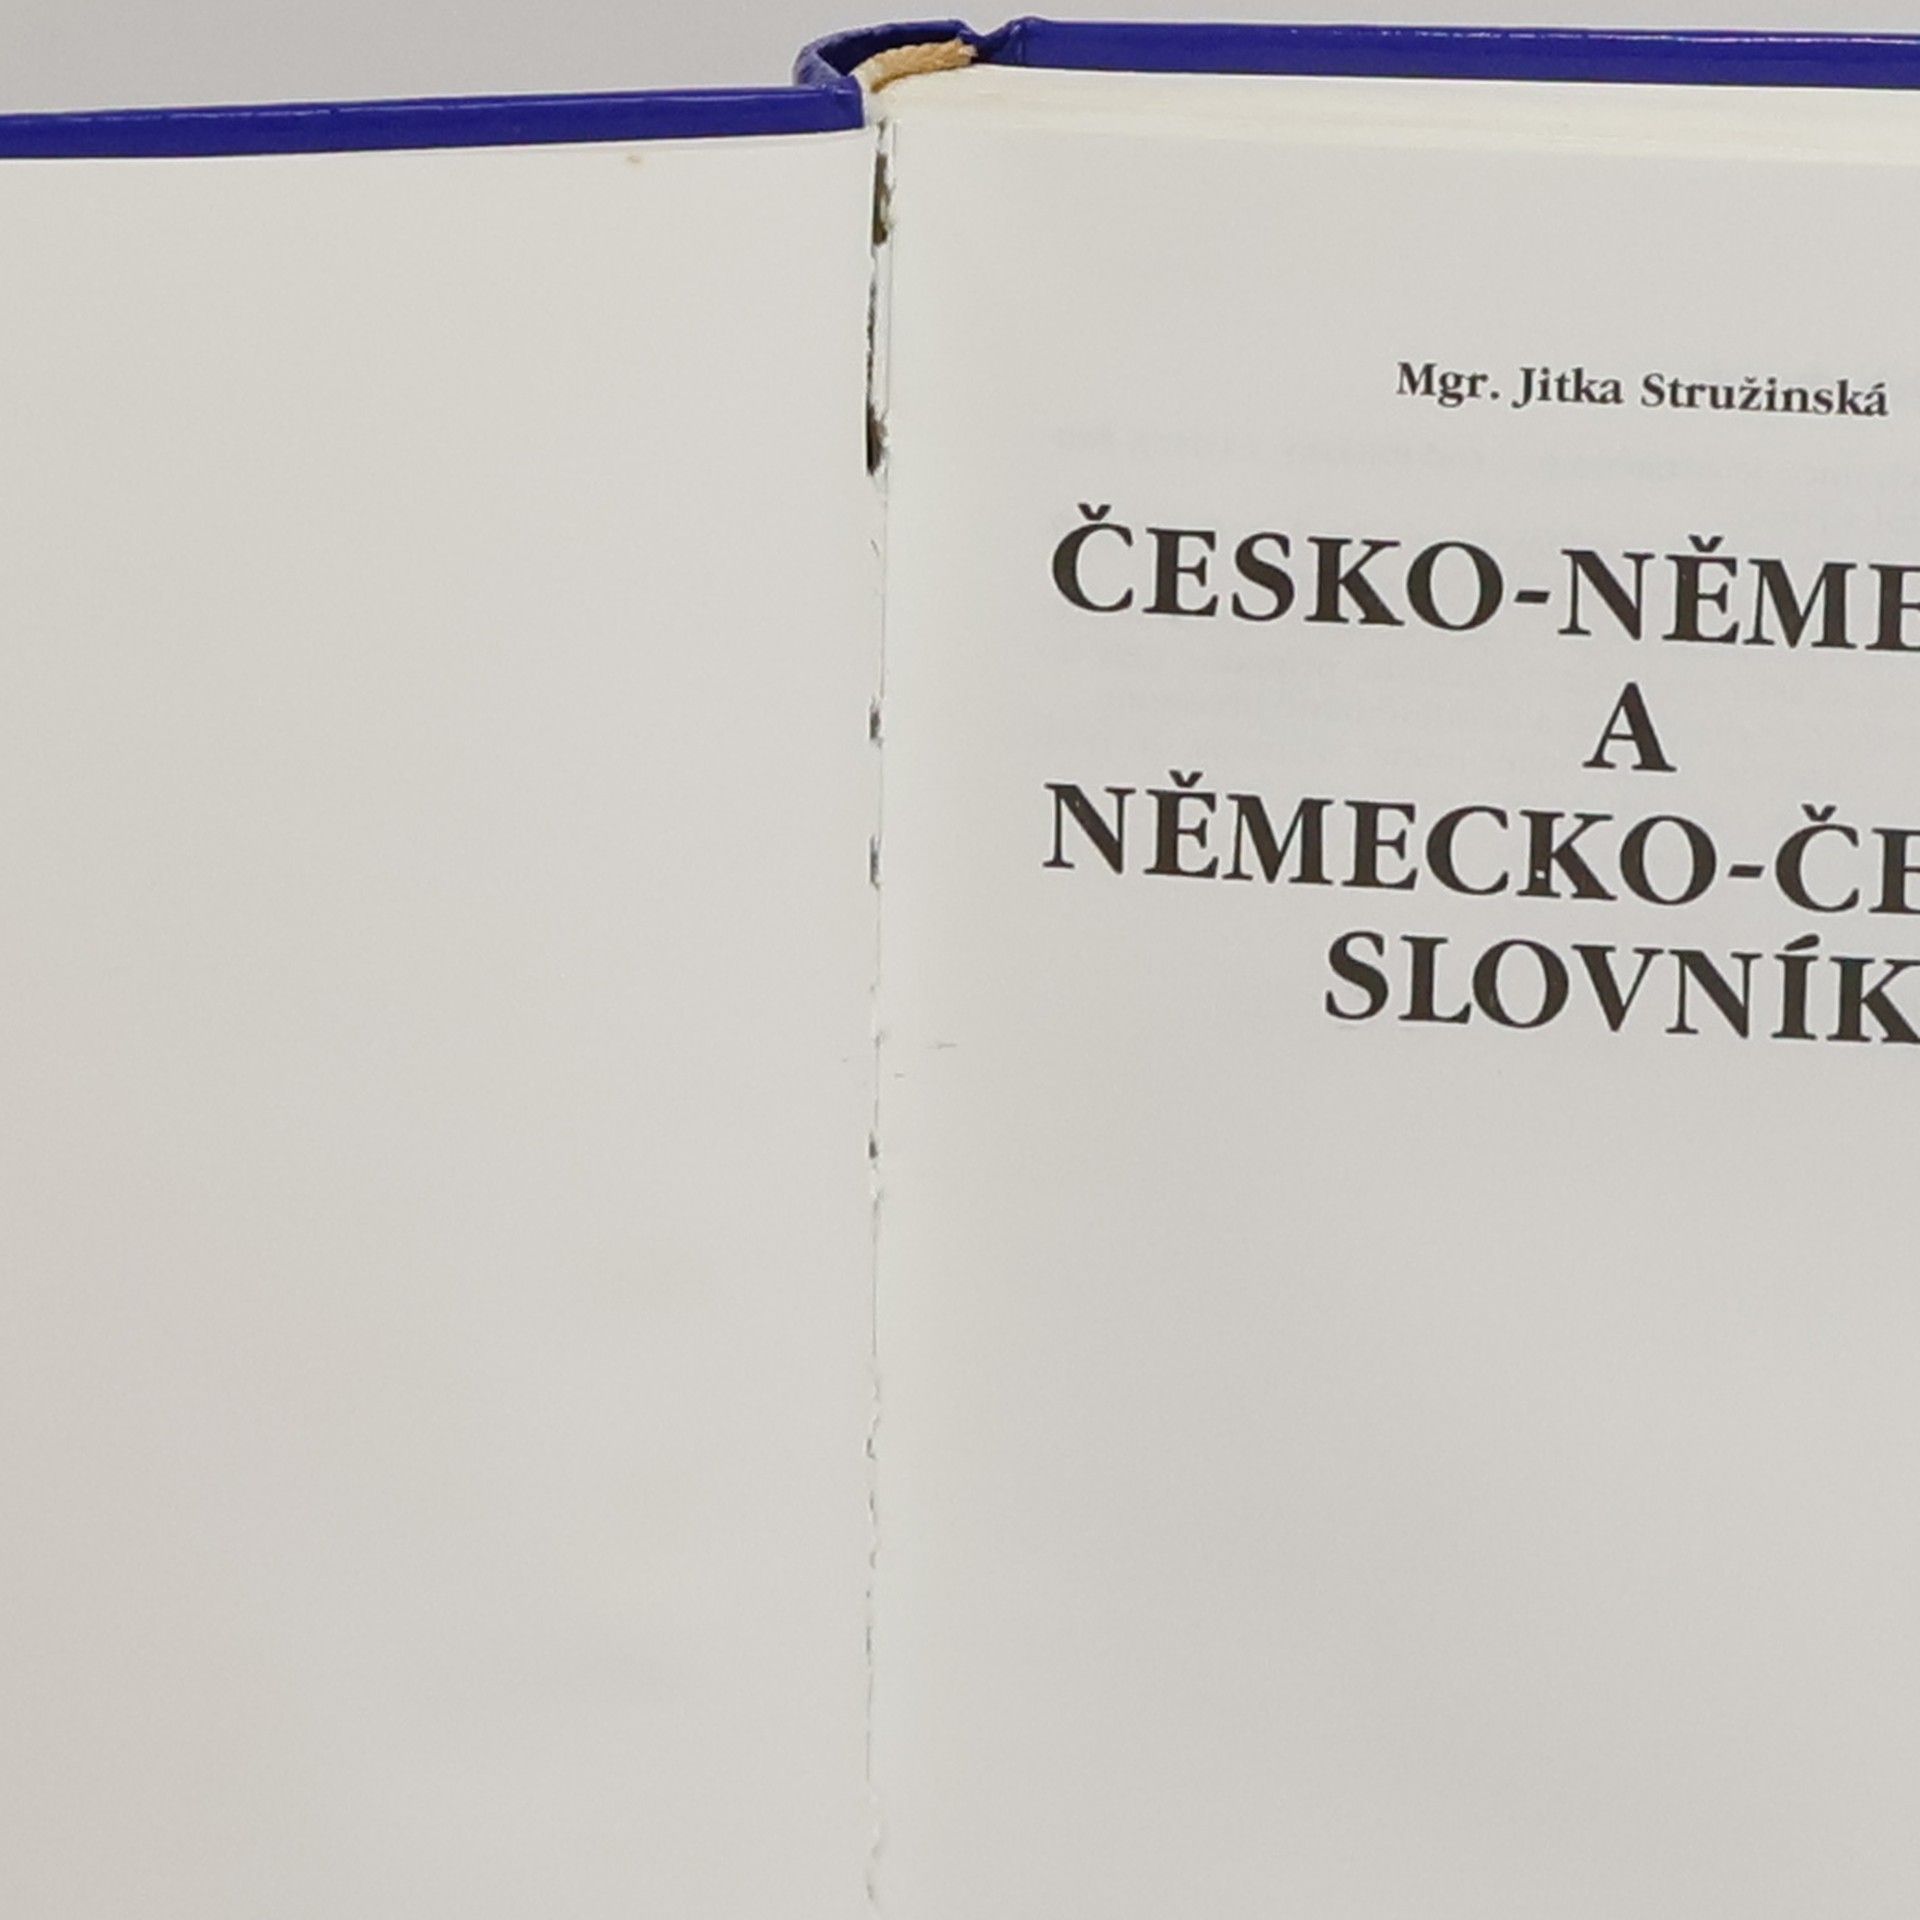 Mgr. Jitka Stružinská
ČESKO-NĚME
A
NĚMECKO-ČE
SLOVNÍK